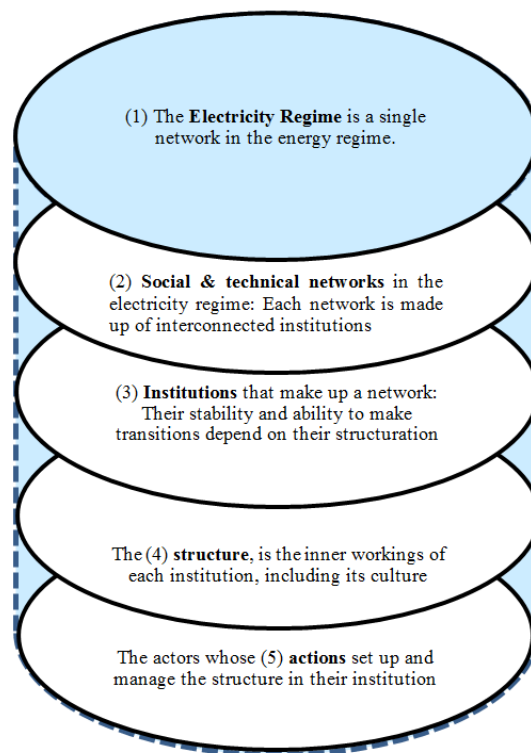 (1) The Electricity Regime is a single
network in the energy regime.
(2) Social & technical networks in the
electricity regime: Each network is made
up of interconnected institutions
(3) Institutions that make up a network:
Their stability and ability to make
transitions depend on their structuration
The (4) structure, is the inner workings of
each institution, including its culture
The actors whose (5) actions set up and
manage the structure in their institution